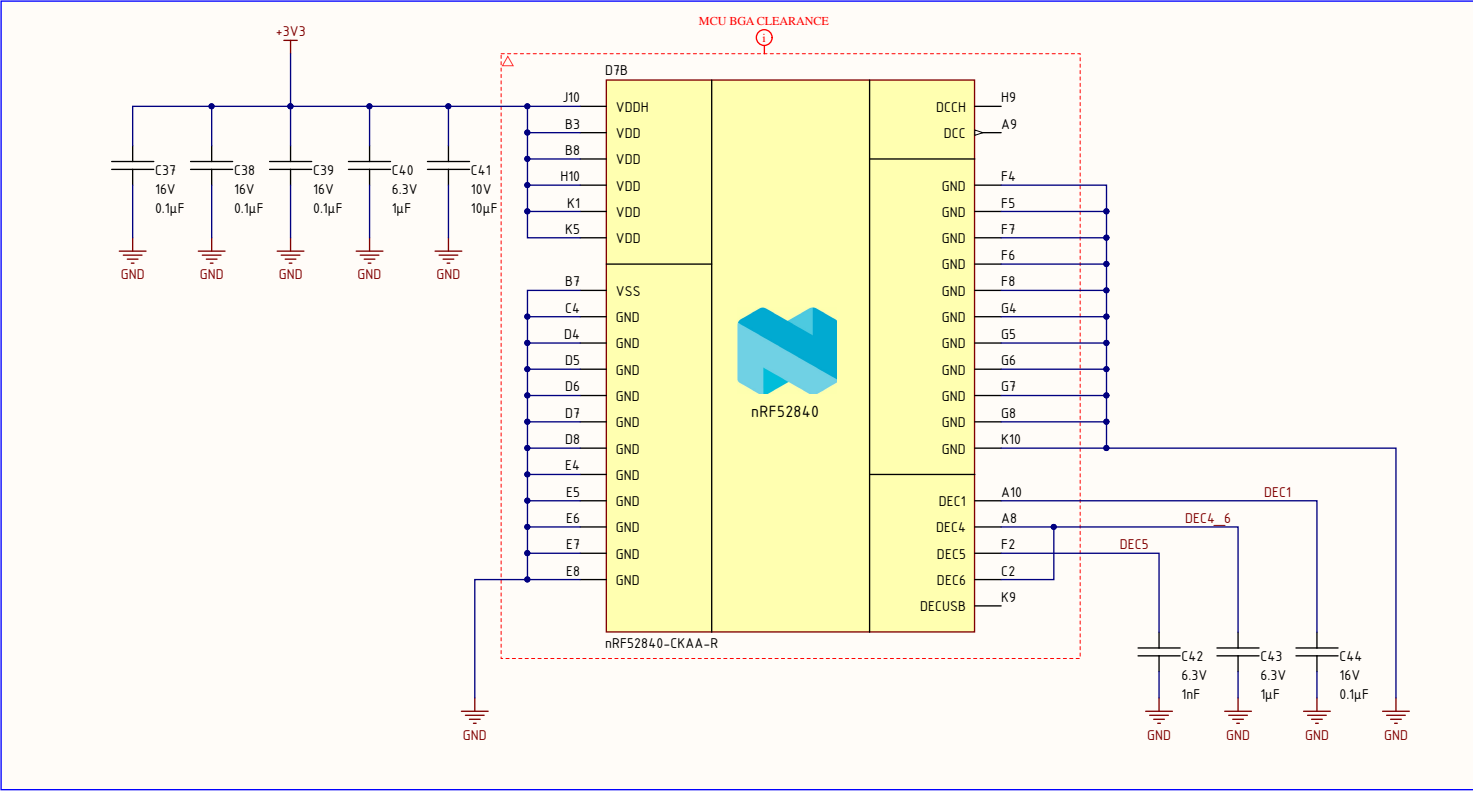 MCU BGA CLEARANCE
i
+3V3
D7B
J10 VDDH DCCH H9
B3 VDD DCC A9
B8 VDD
H10 VDD GND F4
K1 VDD GND F5
K5 VDD GND F7
GND F6
B7 VSS GND F8
C4 GND GND G4
D4 GND GND G5
D5 GND GND G6
D6 GND GND G7
D7 GND GND G8
D8 GND GND K10
E4 GND
E5 GND DEC1 A10 DEC1
E6 GND DEC4 A8 DEC4_6
E7 GND DEC5 F2 DEC5
E8 GND DEC6 C2
DECUSB K9
nRF52840
nRF52840-CKAA-R
C37
16V
0.1µF
GND
C38
16V
0.1µF
GND
C39
16V
0.1µF
GND
C40
6.3V
1µF
GND
C41
10V
10µF
GND
GND
C42
6.3V
1nF
GND
C43
6.3V
1µF
GND
C44
16V
0.1µF
GND
GND